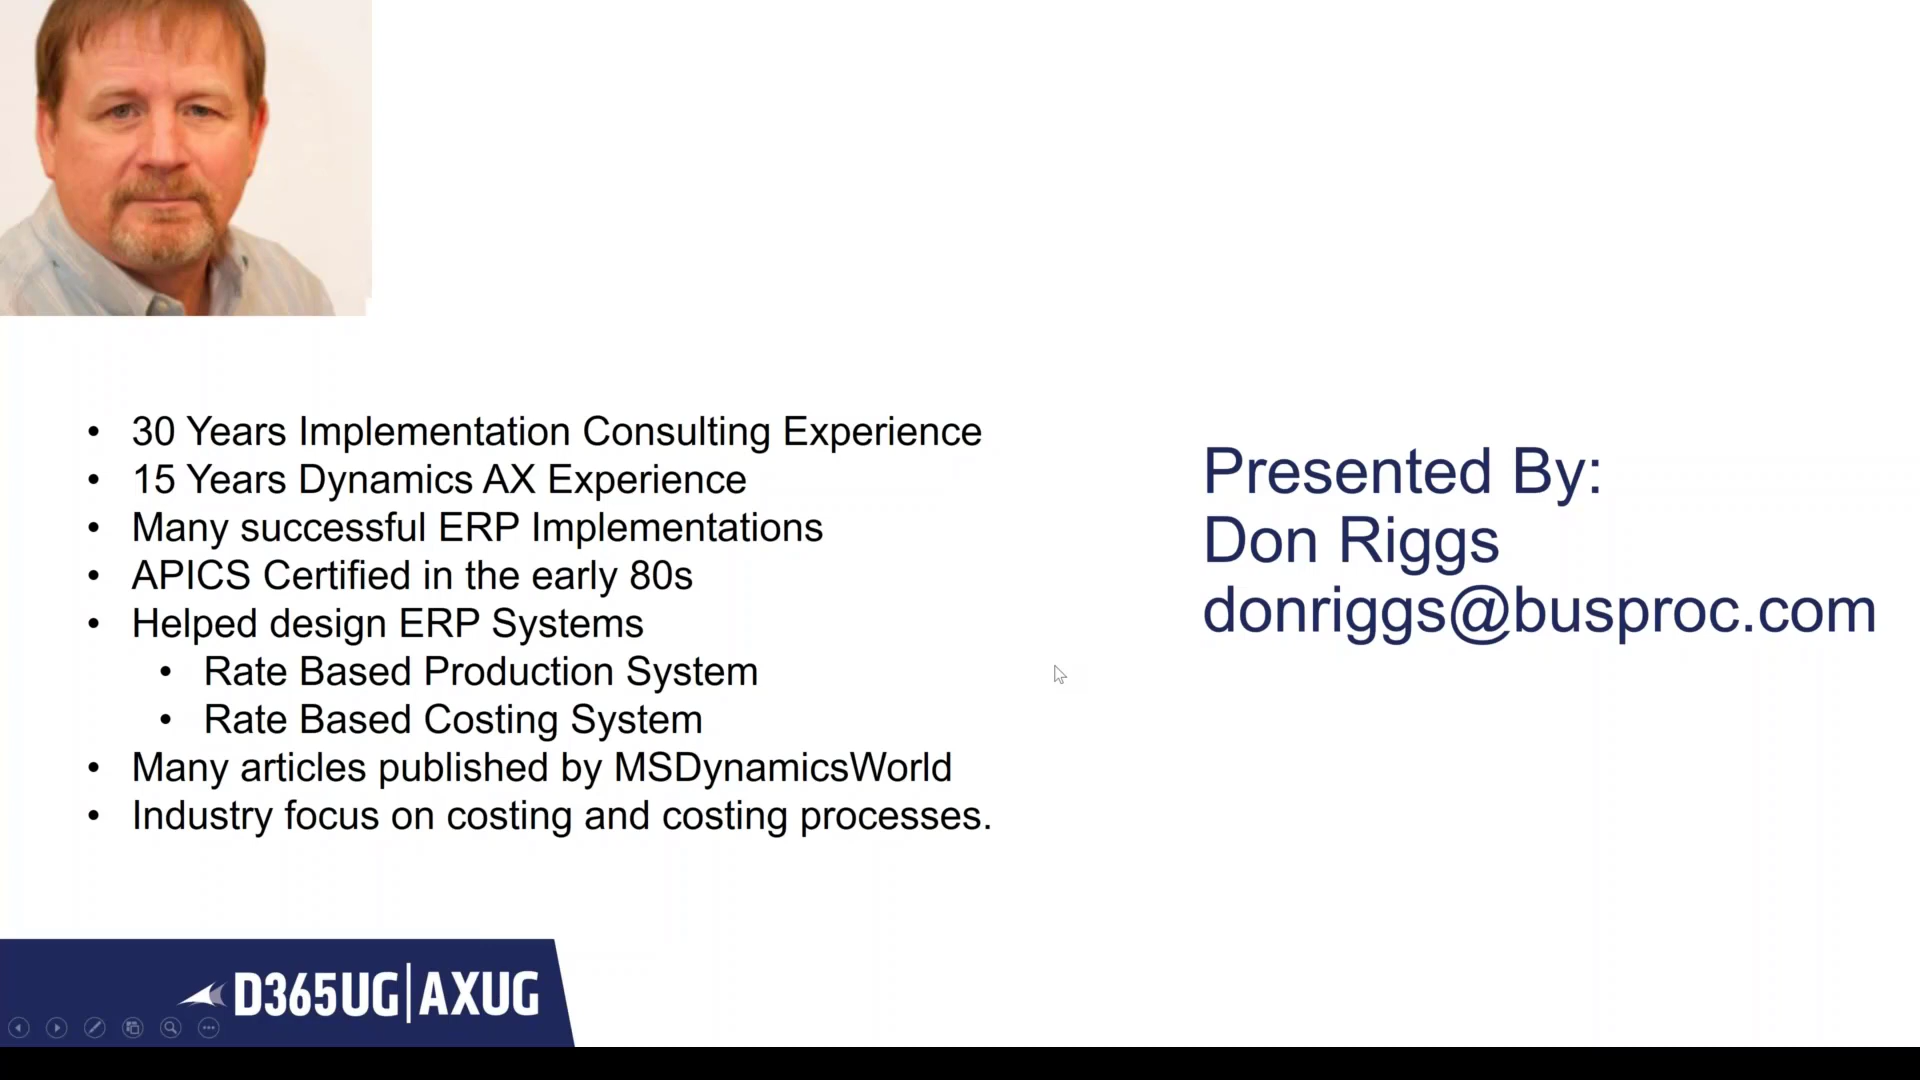 • 30 Years Implementation Consulting Experience
• 15 Years Dynamics AX Experience
• Many successful ERP Implementations
• APICS Certified in the early 80s
• Helped design ERP Systems
• Rate Based Production System
• Rate Based Costing System
• Many articles published by MSDynamicsWorld
• Industry focus on costing and costing processes.
Presented By:
Don Riggs
donriggs@busproc.com
D365UG|AXUG